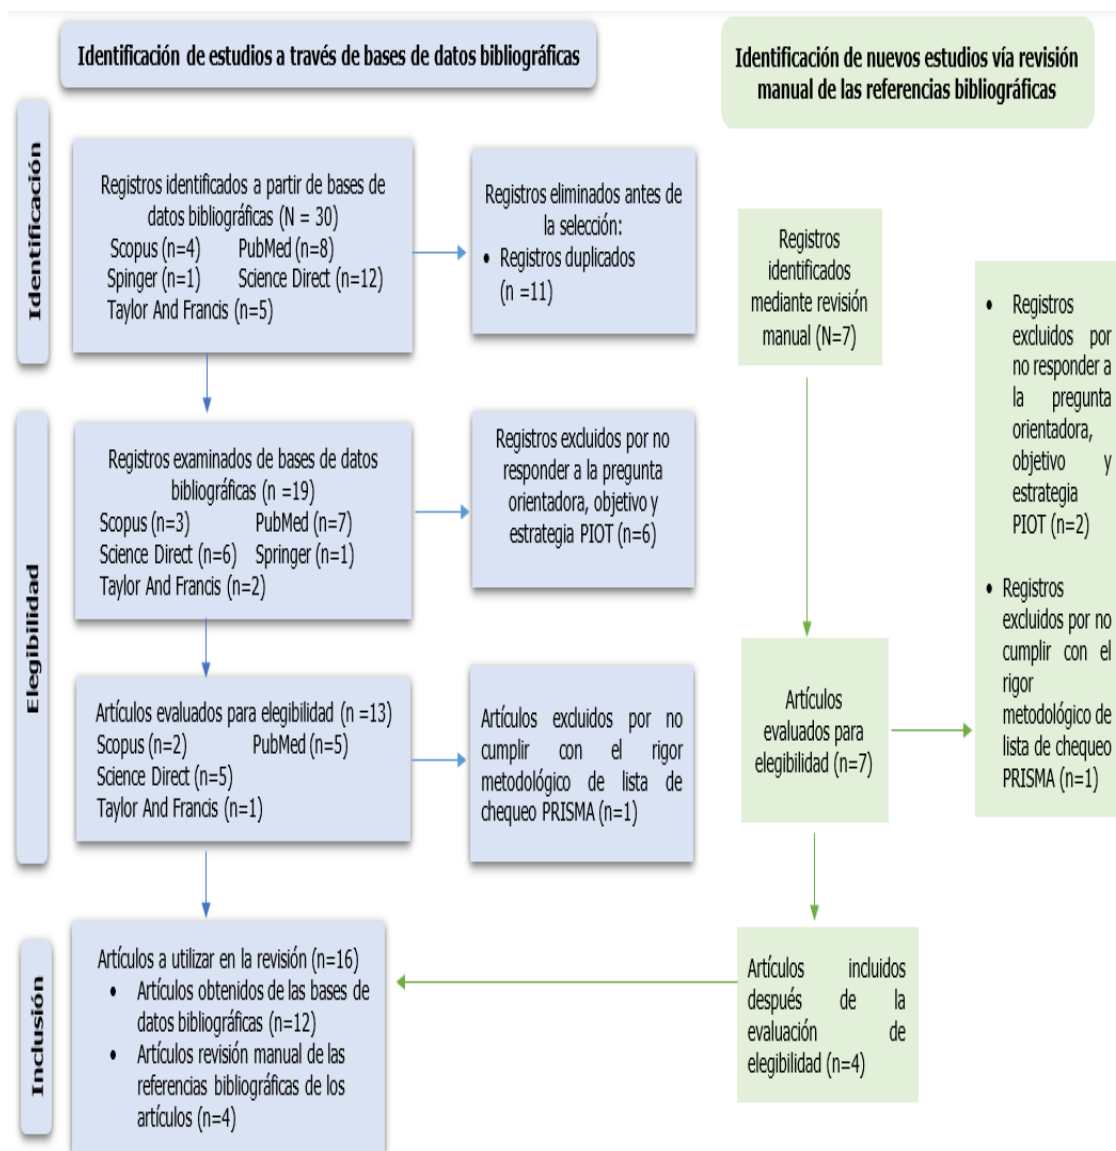 Identificación de estudios a través de bases de datos bibliográficas
Identificación de nuevos estudios vía revisión
manual de las referencias bibliográficas
Identificación
Registros identificados a partir de bases de
datos bibliográficas (N = 30)
Scopus (n=4) PubMed (n=8)
Spinger (n=1) Science Direct (n=12)
Taylor And Francis (n=5)
Registros eliminados antes de
la selección:
• Registros duplicados
(n =11)
Registros
identificados
mediante revisión
manual (N=7)
• Registros
excluidos por
no responder a
la pregunta
orientadora,
objetivo y
estrategia
PIOT (n=2)
• Registros
excluidos por no
cumplir con el
rigor
metodológico de
lista de chequeo
PRISMA (n=1)
Elegibilidad
Registros examinados de bases de datos
bibliográficas (n =19)
Scopus (n=3) PubMed (n=7)
Science Direct (n=6) Springer (n=1)
Taylor And Francis (n=2)
Registros excluidos por no
responder a la pregunta
orientadora, objetivo y
estrategia PIOT (n=6)
Artículos evaluados para elegibilidad (n =13)
Scopus (n=2) PubMed (n=5)
Science Direct (n=5)
Taylor And Francis (n=1)
Artículos excluidos por no
cumplir con el rigor
metodológico de lista de
chequeo PRISMA (n=1)
Artículos
evaluados para
elegibilidad (n=7)
Inclusión
Artículos a utilizar en la revisión (n=16)
• Artículos obtenidos de las bases de
datos bibliográficas (n=12)
• Artículos revisión manual de las
referencias bibliográficas de los
artículos (n=4)
Artículos incluidos
después de la
evaluación de
elegibilidad (n=4)